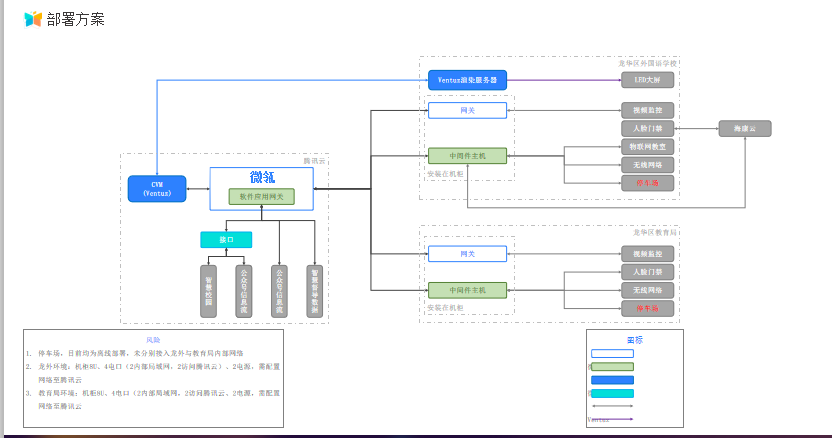 部署方案
龙华区外国语学校
Ventus渲染服务器
LED大屏
网关
视频监控
人脸门禁
海康云
中间件主机
物联网教室
无线网络
安装在机柜
停车场
腾讯云
CVM
(Ventus)
微瓴
软件应用网关
接口
智慧校园
公众号信息流
公众号信息流
智慧督导数据
龙华区教育局
网关
视频监控
人脸门禁
中间件主机
无线网络
安装在机柜
停车场
风险
1. 停车场,目前均为离线部署,未分别接入龙外与教育局内部网络
2. 龙外环境:机柜8U、4电口(2内部局域网,2访问腾讯云)、2电源,需配置
网络至腾讯云
3. 教育局环境:机柜8U、4电口(2内部局域网,2访问腾讯云、2电源,需配置
网络至腾讯云
图标
Ventus